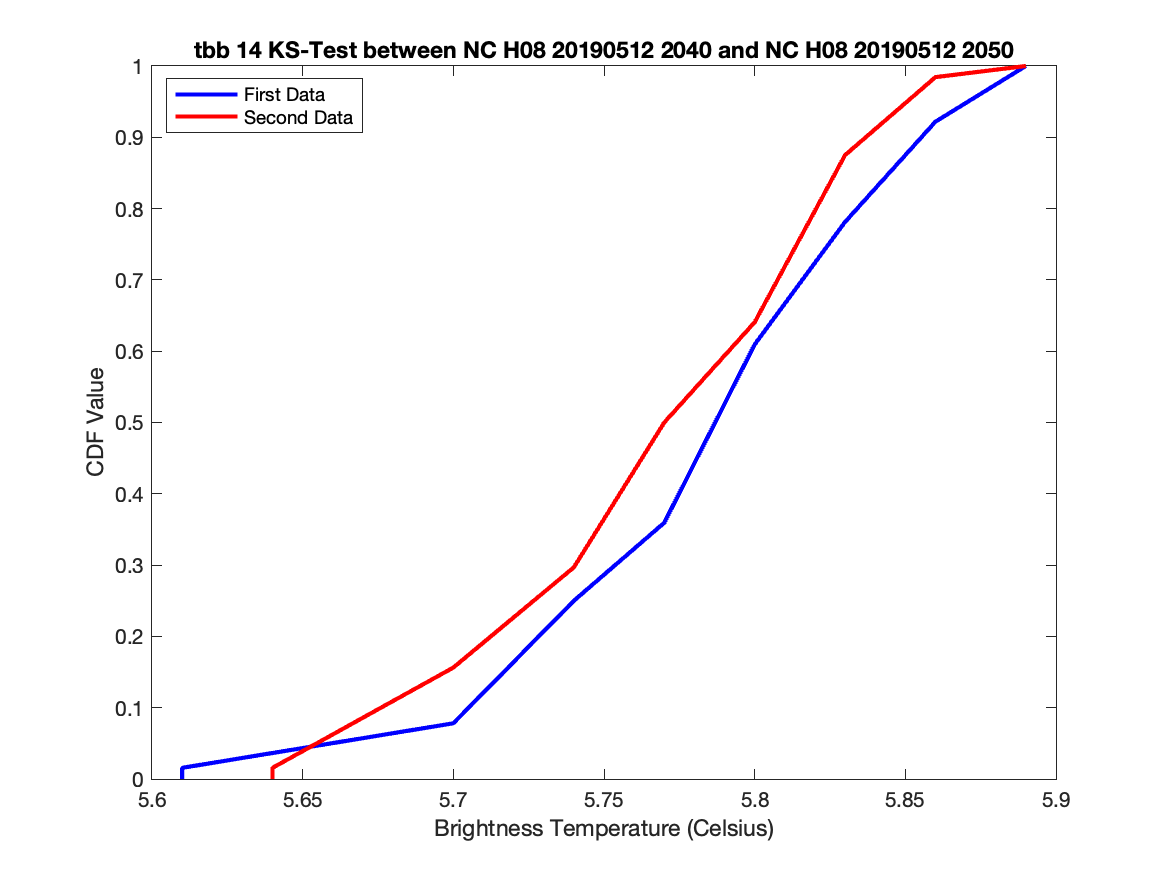 tbb 14 KS-Test between NC H08 20190512 2040 and NC H08 20190512 2050
First Data
Second Data
1
0.9
0.8
0.7
0.6
0.5
0.4
0.3
0.2
0.1
0
CDF Value
5.6 5.65 5.7 5.75 5.8 5.85 5.9
Brightness Temperature (Celsius)